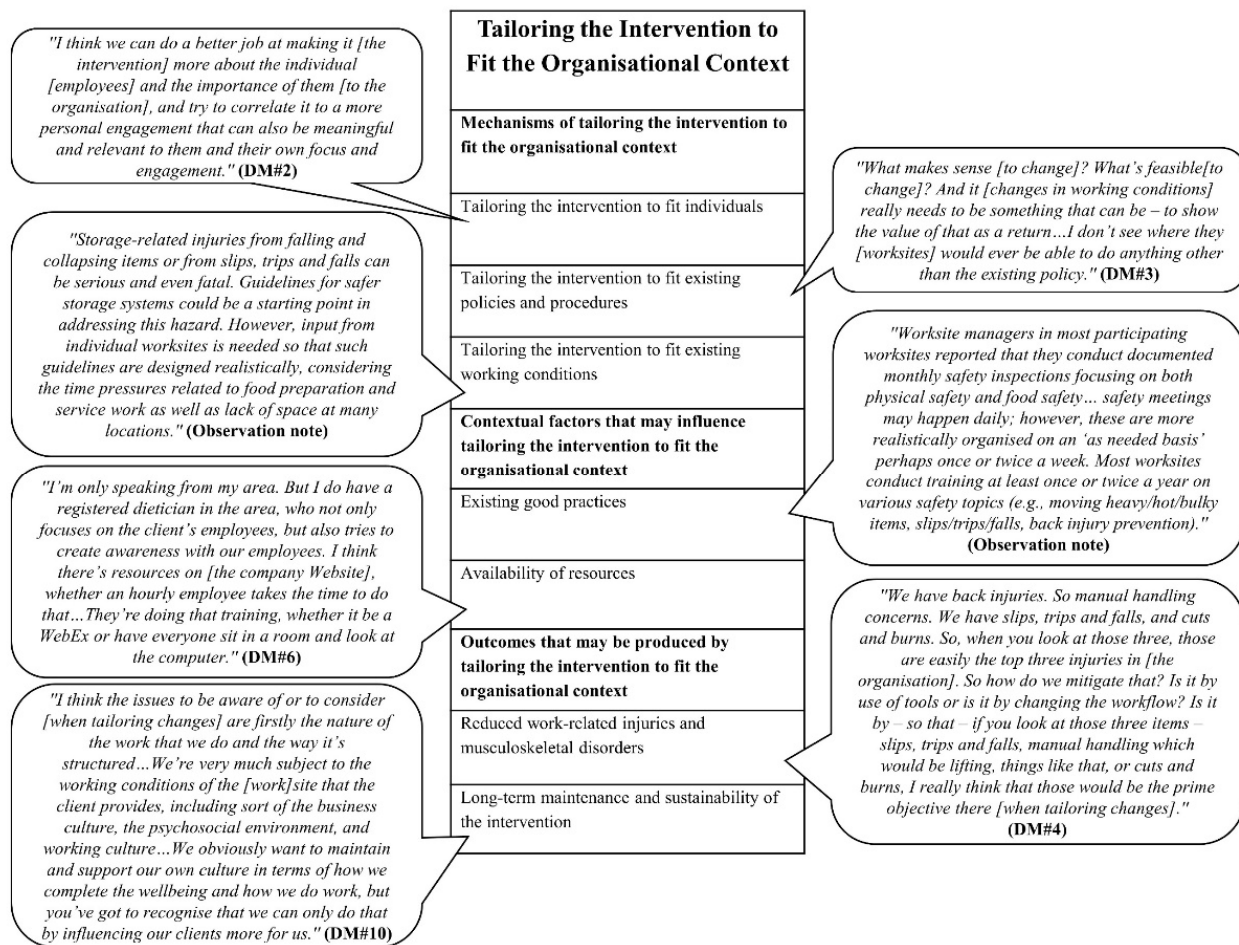 Tailoring the Intervention to
Fit the Organisational Context
Mechanisms of tailoring the intervention to
fit the organisational context
Tailoring the intervention to fit individuals
Tailoring the intervention to fit existing
policies and procedures
Tailoring the intervention to fit existing
working conditions
Contextual factors that may influence
tailoring the intervention to fit the
organisational context
Existing good practices
Availability of resources
Outcomes that may be produced by
tailoring the intervention to fit the
organisational context
Reduced work-related injuries and
musculoskeletal disorders
Long-term maintenance and sustainability of
the intervention
"I think we can do a better job at making it [the
intervention] more about the individual
[employees] and the importance of them [to the
organisation], and try to correlate it to a more
personal engagement that can also be meaningful
and relevant to them and their own focus and
engagement." (DM#2)
"Storage-related injuries from falling and
collapsing items or from slips, trips and falls can
be serious and even fatal. Guidelines for safer
storage systems could be a starting point in
addressing this hazard. However, input from
individual worksites is needed so that such
guidelines are designed realistically, considering
the time pressures related to food preparation and
service work as well as lack of space at many
locations." (Observation note)
"I'm only speaking from my area. But I do have a
registered dietician in the area, who not only
focuses on the client's employees, but also tries to
create awareness with our employees. I think
there's resources on [the company Website],
whether an hourly employee takes the time to do
that…They're doing that training, whether it be a
WebEx or have everyone sit in a room and look at
the computer." (DM#6)
"I think the issues to be aware of or to consider
[when tailoring changes] are firstly the nature of
the work that we do and the way it's
structured…We're very much subject to the
working conditions of the [work]site that the
client provides, including sort of the business
culture, the psychosocial environment, and
working culture…We obviously want to maintain
and support our own culture in terms of how we
complete the wellbeing and how we do work, but
you've got to recognise that we can only do that
by influencing our clients more for us." (DM#10)
"What makes sense [to change]? What's feasible[to
change]? And it [changes in working conditions]
really needs to be something that can be – to show
the value of that as a return…I don't see where they
[worksites] would ever be able to do anything other
than the existing policy." (DM#3)
"Worksite managers in most participating
worksites reported that they conduct documented
monthly safety inspections focusing on both
physical safety and food safety… safety meetings
may happen daily; however, these are more
realistically organised on an 'as needed basis'
perhaps once or twice a week. Most worksites
conduct training at least once or twice a year on
various safety topics (e.g., moving heavy/hot/bulky
items, slips/trips/falls, back injury prevention)."
(Observation note)
"We have back injuries. So manual handling
concerns. We have slips, trips and falls, and cuts
and burns. So, when you look at those three, those
are easily the top three injuries in [the
organisation]. So how do we mitigate that? Is it by
use of tools or is it by changing the workflow? Is it
by – so that – if you look at those three items –
slips, trips and falls, manual handling which
would be lifting, things like that, or cuts and
burns, I really think that those would be the prime
objective there [when tailoring changes]."
(DM#4)